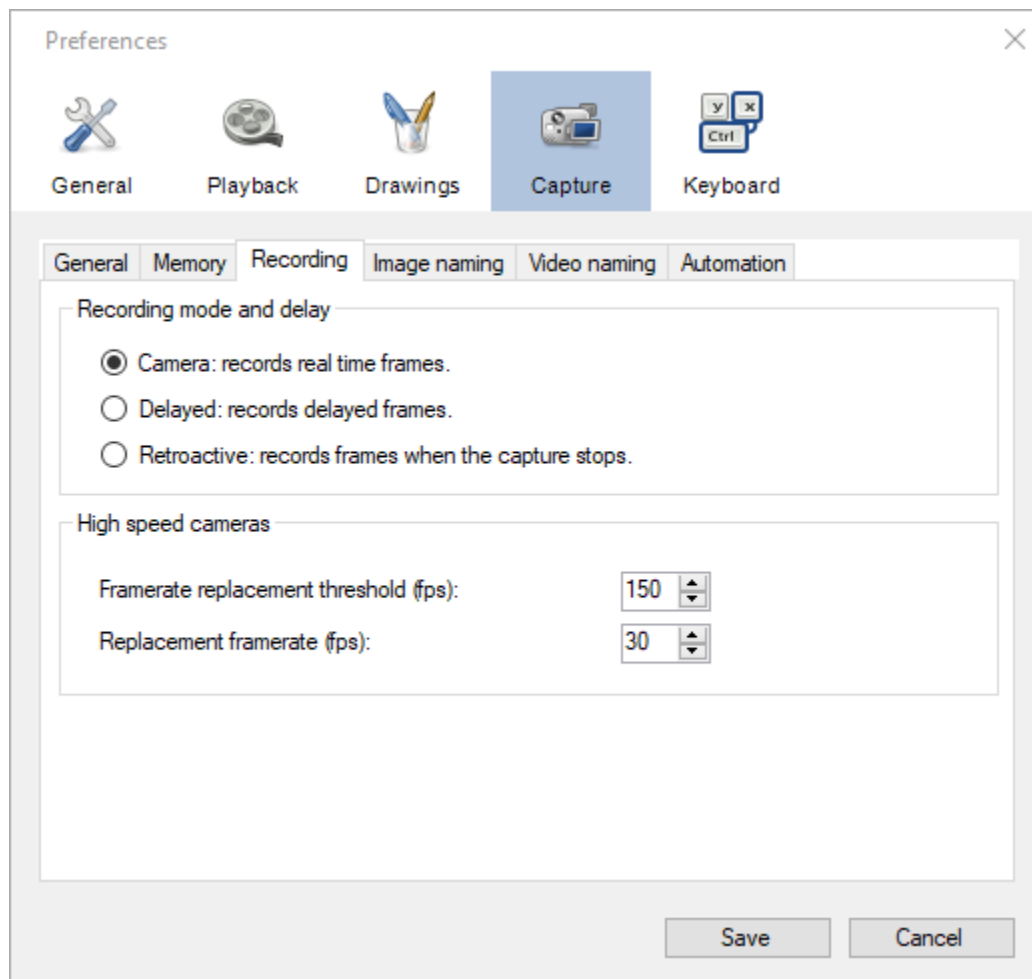 Preferences
y x
Ctrl
General Playback Drawings Capture Keyboard
General Memory Recording Image naming Video naming Automation
Recording mode and delay
Camera: records real time frames.
Delayed: records delayed frames.
Retroactive: records frames when the capture stops.
High speed cameras
Framerate replacement threshold (fps): 150
Replacement framerate (fps): 30
Save Cancel